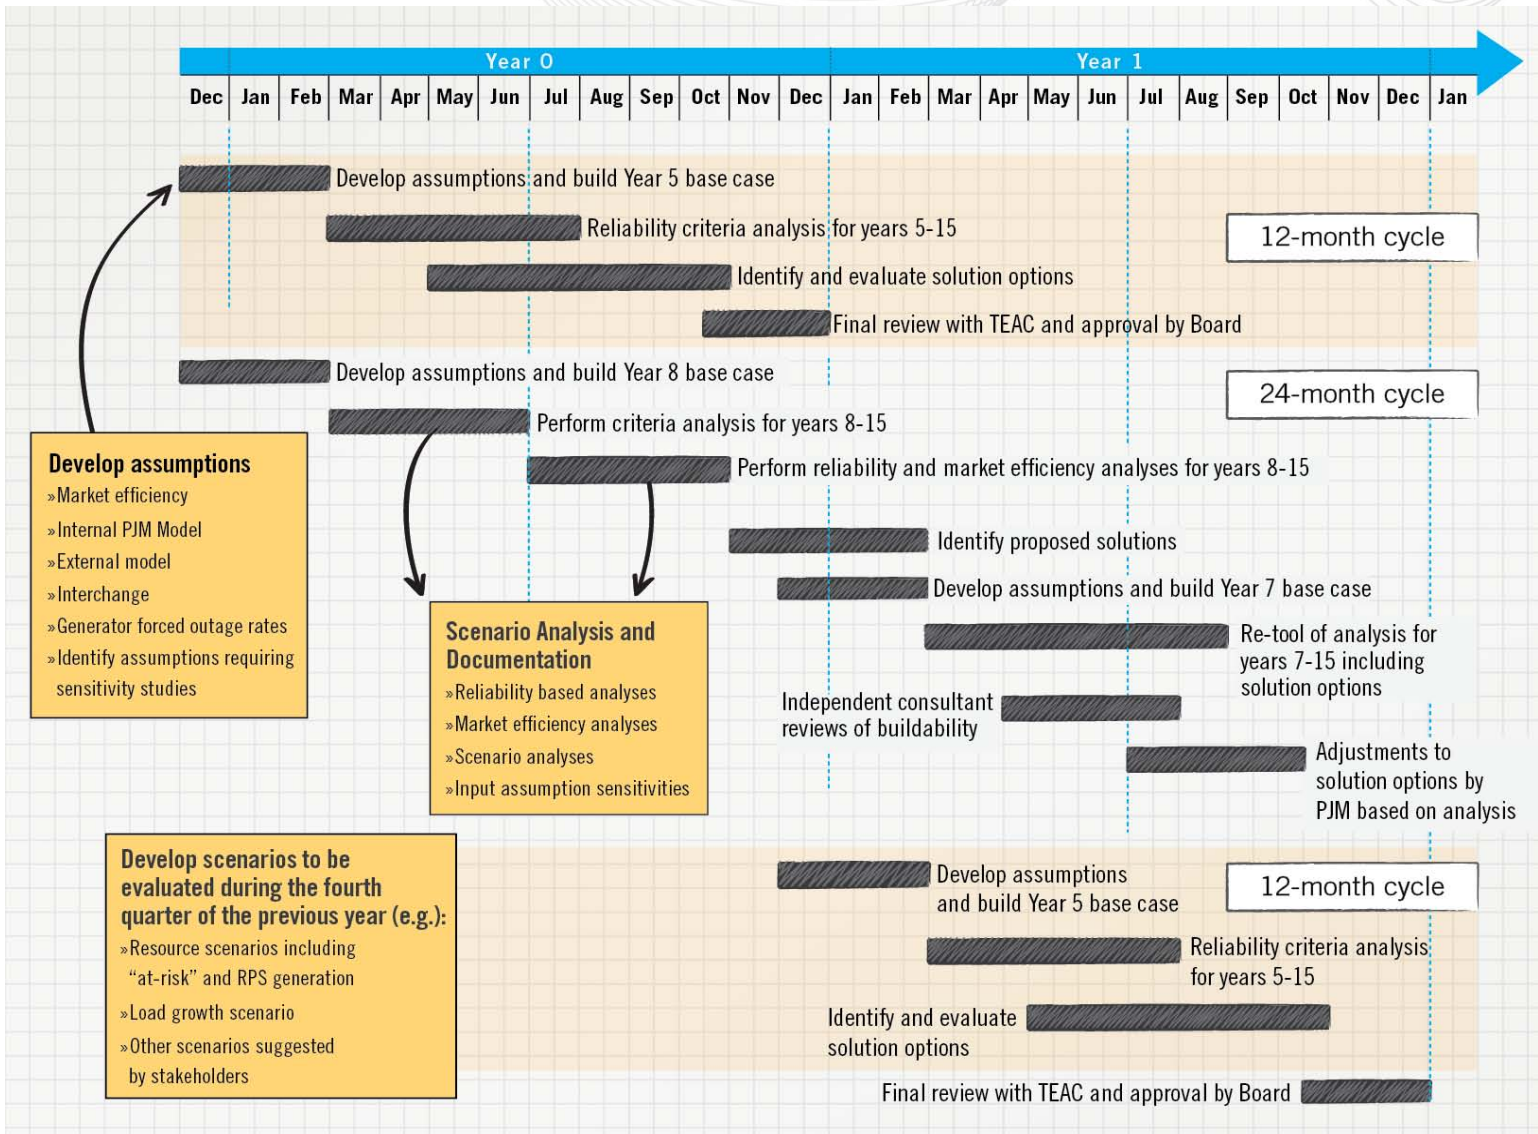 Year 0
Year 1
Dec Jan Feb Mar Apr May Jun Jul Aug Sep Oct Nov Dec Jan Feb Mar Apr May Jun Jul Aug Sep Oct Nov Dec Jan
Develop assumptions and build Year 5 base case
Reliability criteria analysis for years 5-15
12-month cycle
Identify and evaluate solution options
Final review with TEAC and approval by Board
Develop assumptions and build Year 8 base case
24-month cycle
Perform criteria analysis for years 8-15
Perform reliability and market efficiency analyses for years 8-15
Identify proposed solutions
Develop assumptions and build Year 7 base case
Re-tool of analysis for
years 7-15 including
solution options
Independent consultant
reviews of buildability
Adjustments to
solution options by
PJM based on analysis
Develop assumptions
»Market efficiency
»Internal PJM Model
»External model
»Interchange
»Generator forced outage rates
»Identify assumptions requiring
sensitivity studies
Scenario Analysis and
Documentation
»Reliability based analyses
»Market efficiency analyses
»Scenario analyses
»Input assumption sensitivities
Develop scenarios to be
evaluated during the fourth
quarter of the previous year (e.g.):
»Resource scenarios including
“at-risk” and RPS generation
»Load growth scenario
»Other scenarios suggested
by stakeholders
Develop assumptions
and build Year 5 base case
12-month cycle
Reliability criteria analysis
for years 5-15
Identify and evaluate
solution options
Final review with TEAC and approval by Board